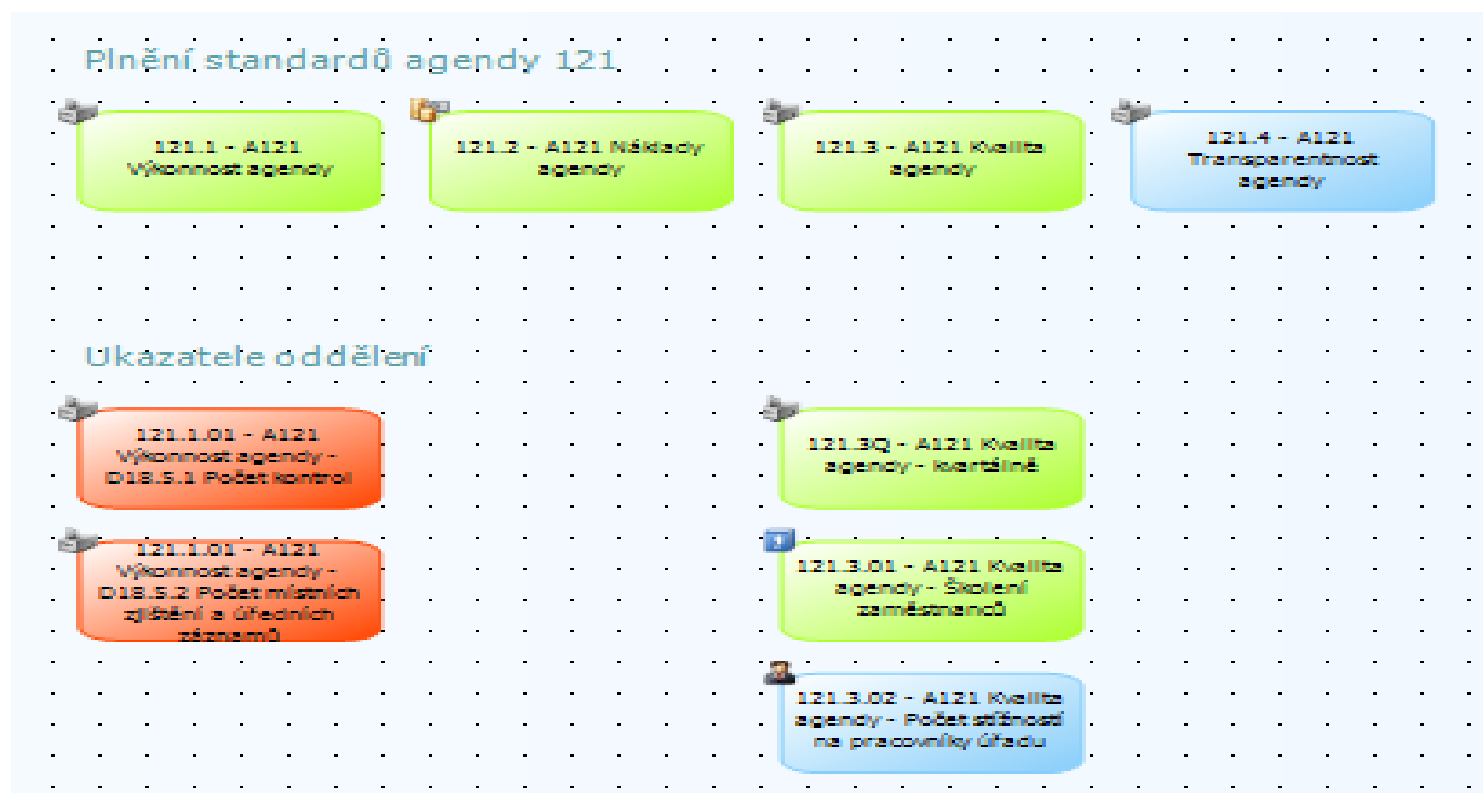 Plnění standardů agendy 121
121.1 - A121
Výkonnost agendy
121.2 - A121 Náklady
agendy
121.3 - A121 Kvalita
agendy
121.4 - A121
Transparentnost
agendy
Ukazatele oddělení
121.1.01 - A121
Výkonnost agendy -
D18.5.1 Počet kontrol
121.3Q - A121 Kvalita
agendy - kvartélně
121.1.01 - A121
Výkonnost agendy -
D18.5.2 Počet místních
zjištění a úředních
záznamů
121.3.01 - A121 Kvalita
agendy - Školení
zaměstnanců
121.3.02 - A121 Kvalita
agendy - Počet stížností
na pracovníky úřadu